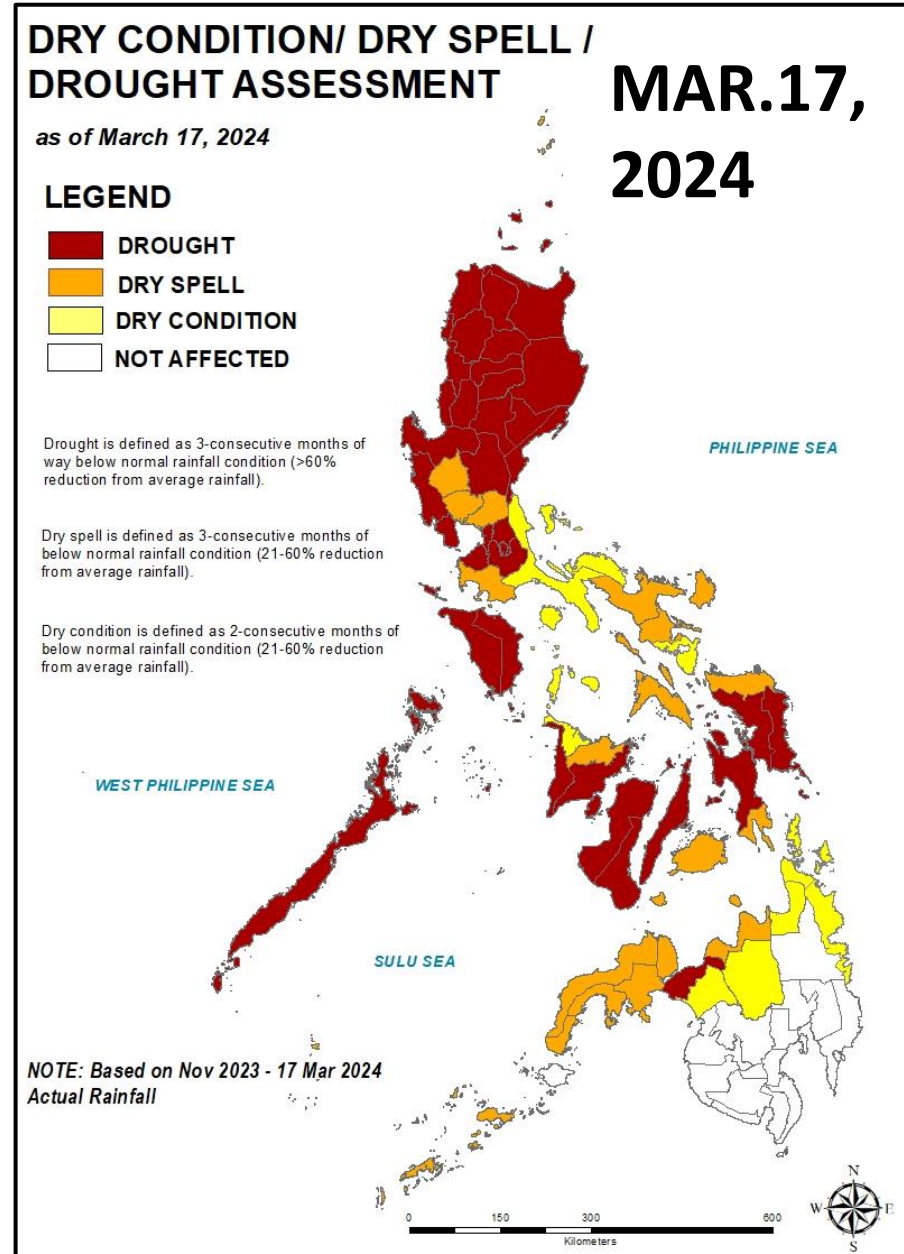 DRY CONDITION/ DRY SPELL /
DROUGHT ASSESSMENT
as of March 17, 2024
MAR.17,
2024
LEGEND
DROUGHT
DRY SPELL
DRY CONDITION
NOT AFFECTED
Drought is defined as 3-consecutive months of
way below normal rainfall condition (>60%
reduction from average rainfall).
Dry spell is defined as 3-consecutive months of
below normal rainfall condition (21-60% reduction
from average rainfall).
Dry condition is defined as 2-consecutive months of
below normal rainfall condition (21-60% reduction
from average rainfall).
PHILIPPINE SEA
WEST PHILIPPINE SEA
SULU SEA
NOTE: Based on Nov 2023 - 17 Mar 2024
Actual Rainfall
0 150 300 600
Kilometers
N
W E
S